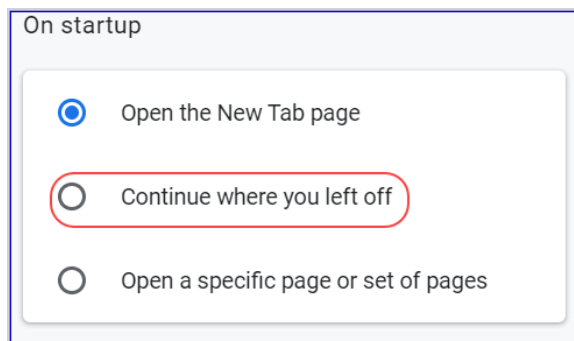 On startup
Open the New Tab page
Continue where you left off
Open a specific page or set of pages